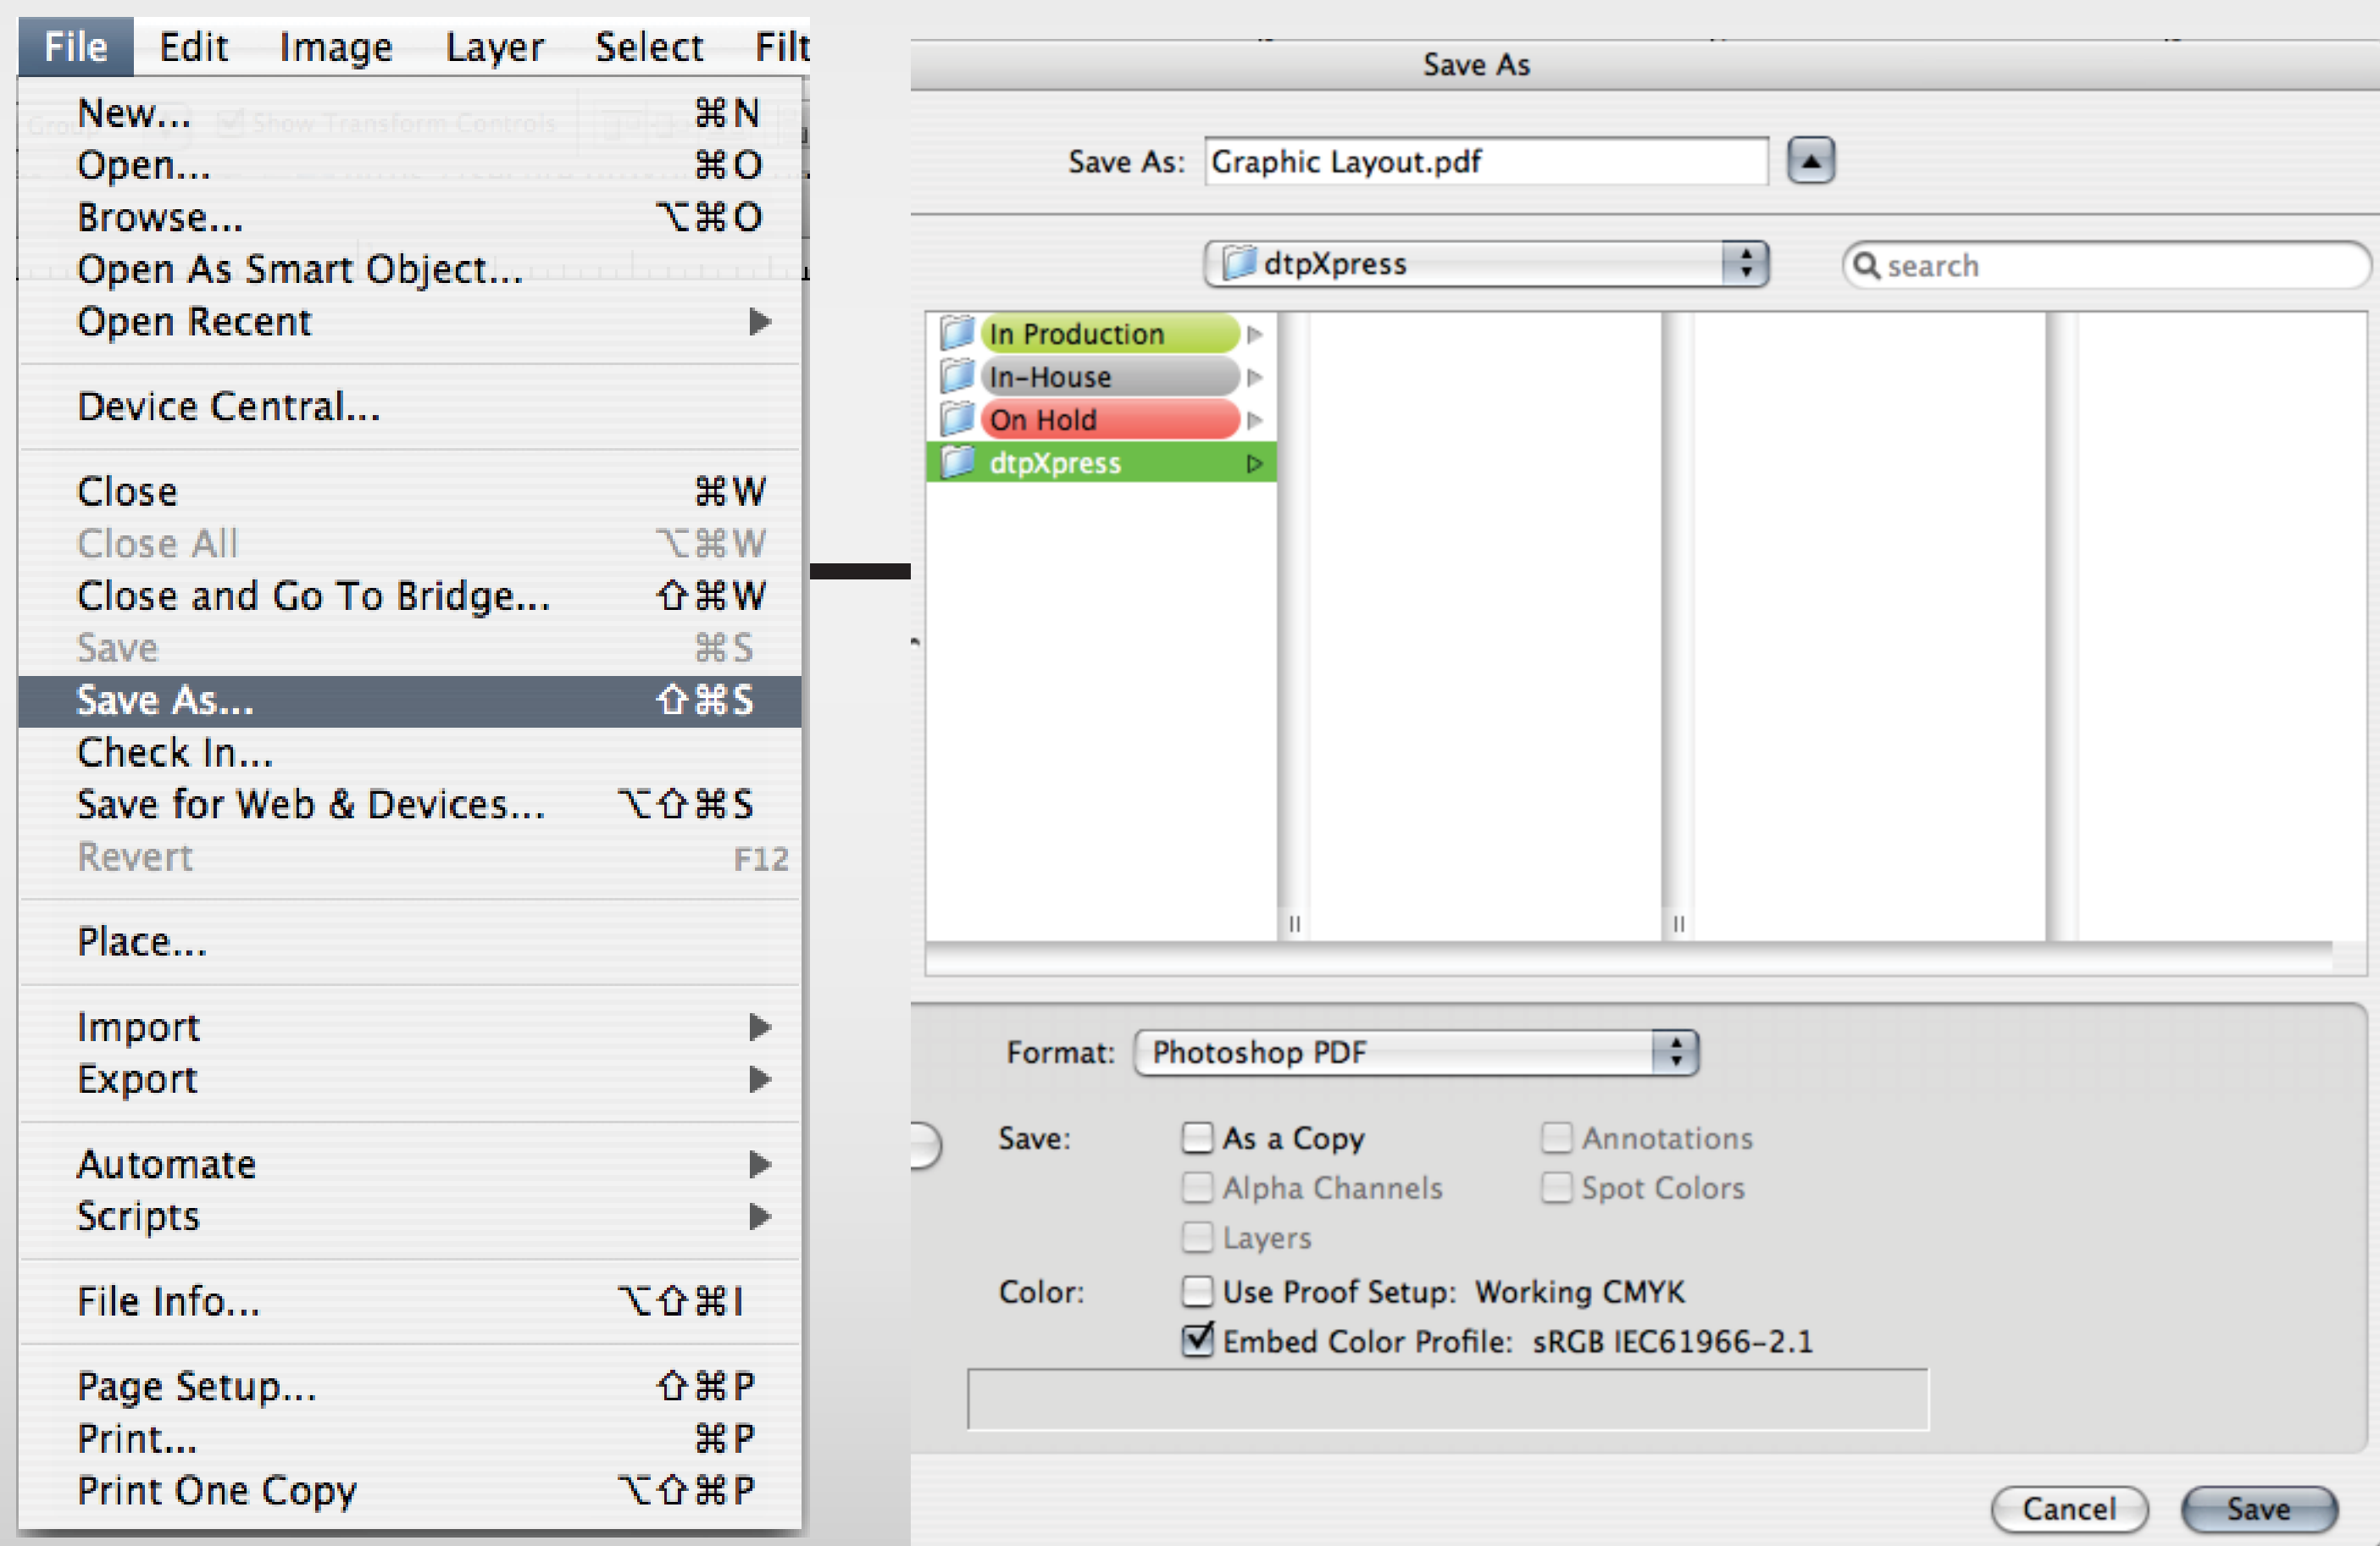 File Edit Image Layer Select Filt
New... ⌘N
Open... ⌘O
Browse... ⌥⌘O
Open As Smart Object...
Open Recent
Device Central...
Close ⌘W
Close All ⌥⌘W
Close and Go To Bridge... ⇧⌘W
Save ⌘S
Save As... ⇧⌘S
Check In...
Save for Web & Devices... ⌥⇧⌘S
Revert F12
Place...
Import
Export
Automate
Scripts
File Info... ⌥⇧⌘I
Page Setup... ⇧⌘P
Print... ⌘P
Print One Copy ⌥⇧⌘P
Group Show Transform Controls
Save As
Save As: Graphic Layout.pdf
dtpXpress search
In Production
In-House
On Hold
dtpXpress
Format: Photoshop PDF
Save: As a Copy Annotations
Alpha Channels Spot Colors
Layers
Color: Use Proof Setup: Working CMYK
Embed Color Profile: sRGB IEC61966-2.1
Cancel Save